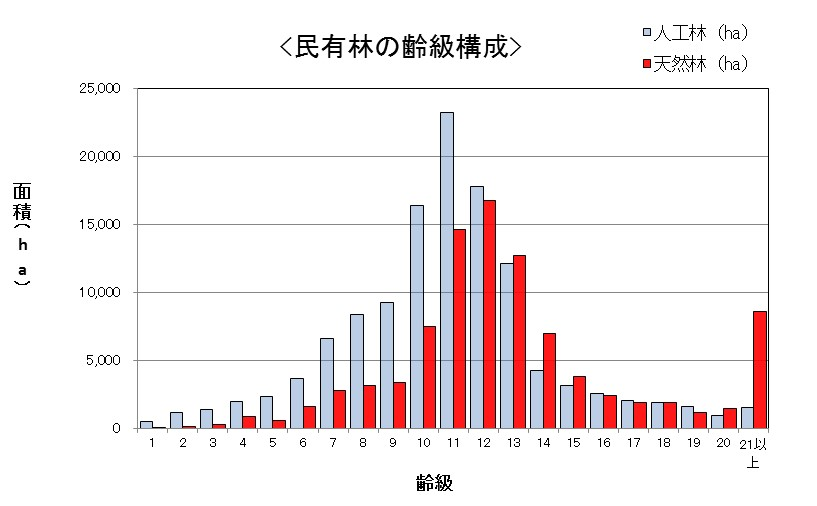 <民有林の齢級構成>
人工林（ha）
天然林（ha）
面積（ha）
25,000
20,000
15,000
10,000
5,000
0
1 2 3 4 5 6 7 8 9 10 11 12 13 14 15 16 17 18 19 20 21以上
齢級